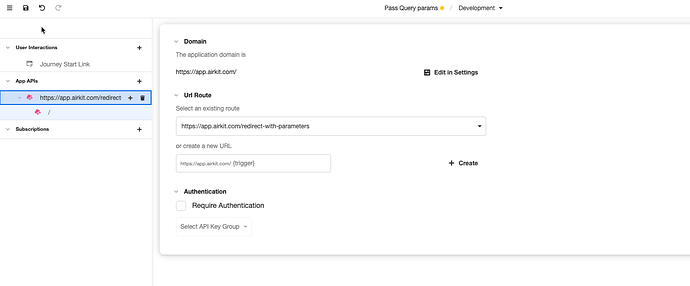 Pass Query params / Development
User Interactions
Journey Start Link
App APIs
https://app.airkit.com/redirect
/
Subscriptions
Domain
The application domain is
https://app.airkit.com/ Edit in Settings
Url Route
Select an existing route
https://app.airkit.com/redirect-with-parameters
or create a new URL
https://app.airkit.com/ {trigger} Create
Authentication
Require Authentication
Select API Key Group